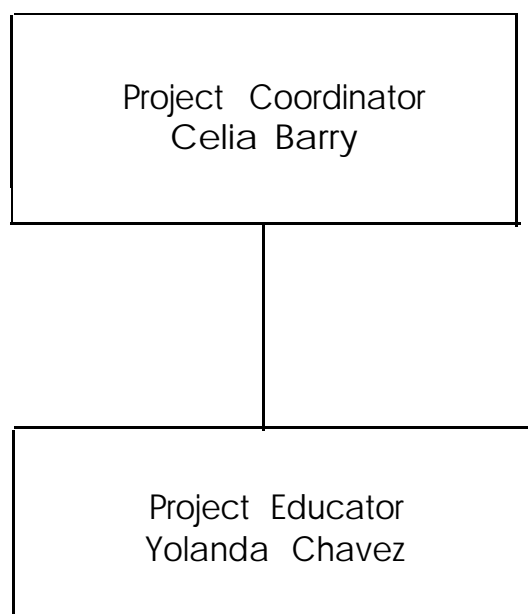 Project Coordinator
Celia Barry
Project Educator
Yolanda Chavez